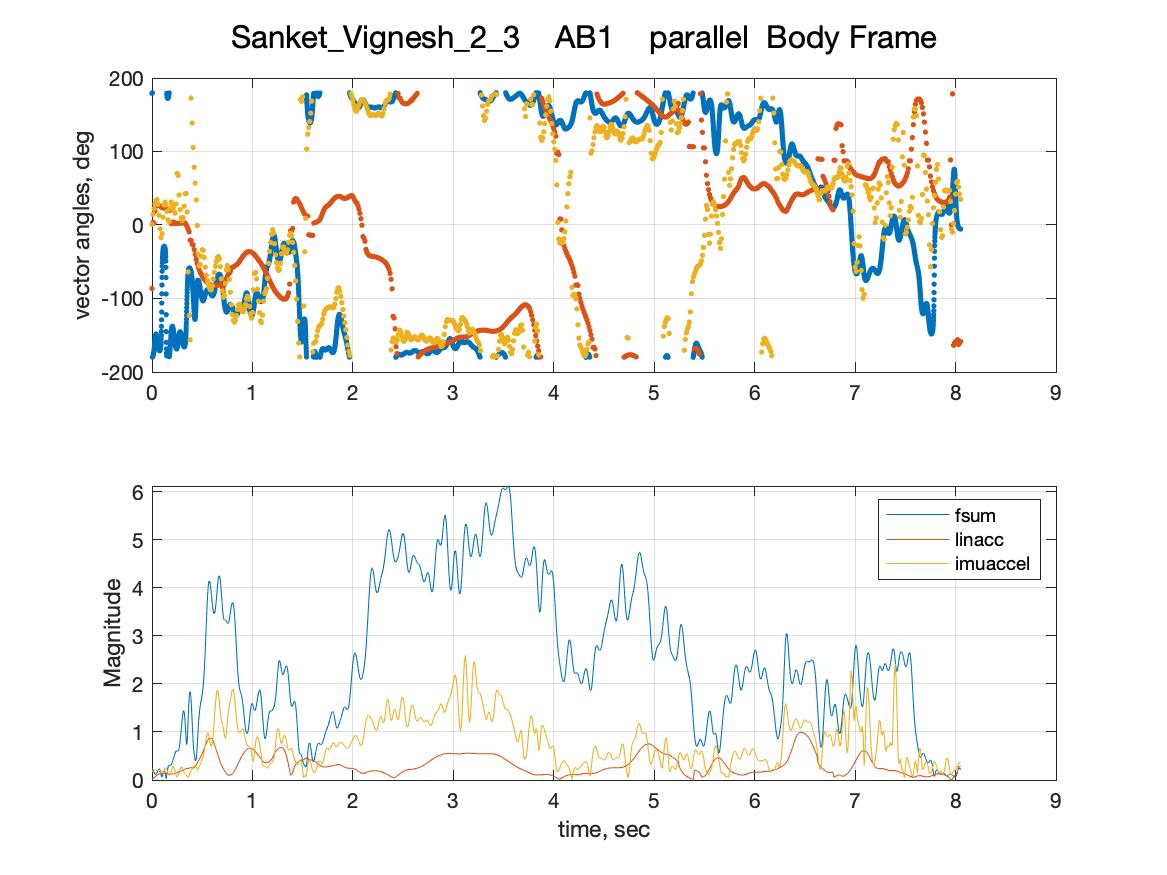 Sanket_Vignesh_2_3 AB1 parallel Body Frame
200
100
0
-100
-200
vector angles, deg
0 1 2 3 4 5 6 7 8 9
6
5
4
3
2
1
0
Magnitude
fsum
linacc
imuaccel
0 1 2 3 4 5 6 7 8 9
time, sec